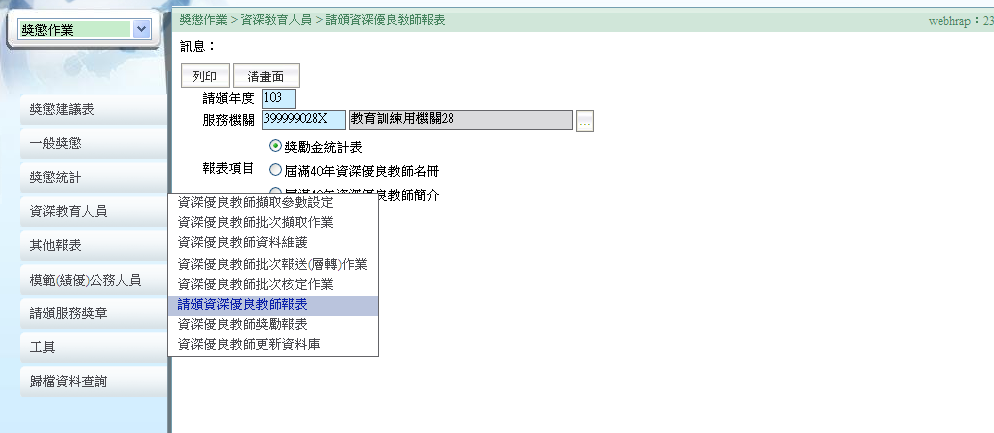 獎懲作業
獎懲作業 > 資深教育人員 > 請頒資深優良教師報表
webhrap：23
訊息：
列印
清畫面
請頒年度 103
服務機關 39999028X 教育訓練用機關28 ...
獎勵金統計表
報表項目
屆滿40年資深優良教師名冊
屆滿40年資深優良教師簡介
獎懲建議表
一般獎懲
獎懲統計
資深教育人員
其他報表
模範(績優)公務人員
請頒服務獎章
工具
歸檔資料查詢
資深優良教師擷取參數設定
資深優良教師批次擷取作業
資深優良教師資料維護
資深優良教師批次報送(層轉)作業
資深優良教師批次核定作業
請頒資深優良教師報表
資深優良教師獎勵報表
資深優良教師更新資料庫